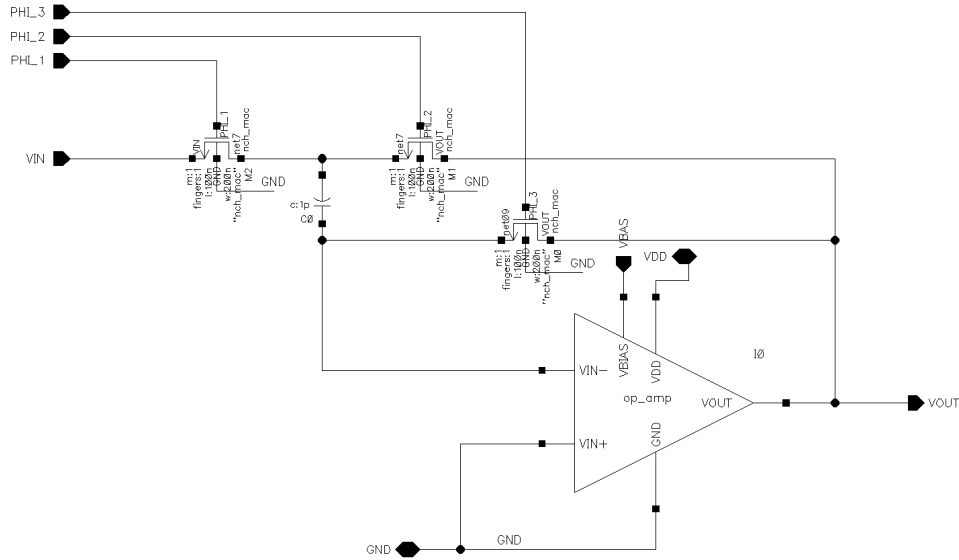 PHI_3
PHI_2
PHI_1
VIN
VIN
PHI_1
net7
nch_mac
m:1
fingers:1
l:100n
GND
w:200n
"nch_mac"
M2
GND
c:1p
C0
net7
PHI_2
VOUT
nch_mac
m:1
fingers:1
l:100n
GND
w:200n
"nch_mac"
M1
GND
net09
PHI_3
VOUT
nch_mac
m:1
fingers:1
l:100n
GND
w:200n
"nch_mac"
M0
GND
VBAS
VDD
VBIAS
VDD
I0
VIN-
op_amp
VOUT
VOUT
VIN+
GND
GND
GND